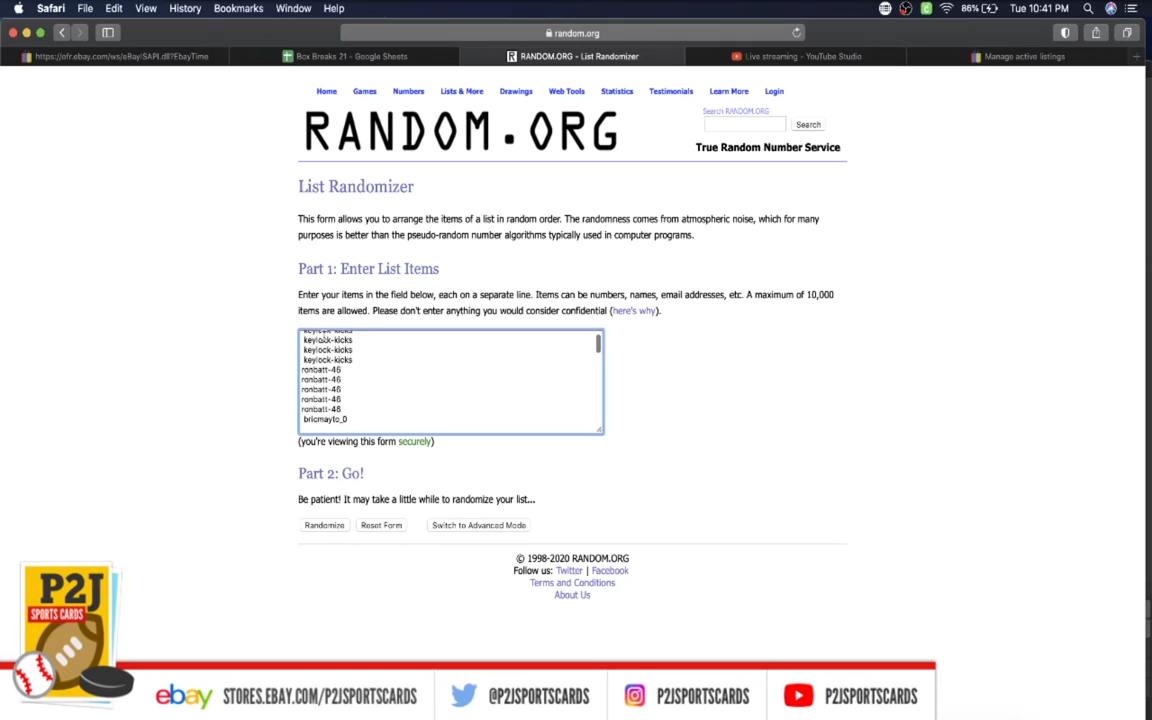 Safari File Edit View History Bookmarks Window Help 86% Tue 10:41 PM
random.org
https://ofr.ebay.com/ws/eBayISAPI.dll?EbayTime Box Breaks 21 - Google Sheets RANDOM.ORG - List Randomizer Live streaming - YouTube Studio Manage active listings
Home Games Numbers Lists & More Drawings Web Tools Statistics Testimonials Learn More Login
Search RANDOM.ORG
Search
RANDOM.ORG
True Random Number Service
List Randomizer
This form allows you to arrange the items of a list in random order. The randomness comes from atmospheric noise, which for many
purposes is better than the pseudo-random number algorithms typically used in computer programs.
Part 1: Enter List Items
Enter your items in the field below, each on a separate line. Items can be numbers, names, email addresses, etc. A maximum of 10,000
items are allowed. Please don't enter anything you would consider confidential (here's why).
keylock-kicks
keylock-kicks
keylock-kicks
keylock-kicks
ronbatt-46
ronbatt-46
ronbatt-46
ronbatt-46
ronbatt-46
bricmayto_0
(you're viewing this form securely)
Part 2: Go!
Be patient! It may take a little while to randomize your list...
Randomize Reset Form Switch to Advanced Mode
© 1998-2020 RANDOM.ORG
Follow us: Twitter | Facebook
Terms and Conditions
About Us
P2J
SPORTS CARDS
ebay STORES.EBAY.COM/P2JSPORTSCARDS @P2JSPORTSCARDS P2JSPORTSCARDS P2JSPORTSCARDS